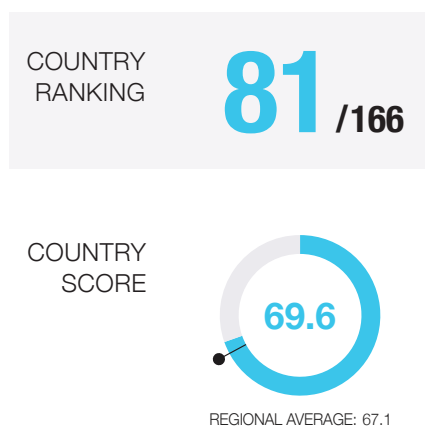 COUNTRY
RANKING
81 /166
COUNTRY
SCORE
69.6
REGIONAL AVERAGE: 67.1